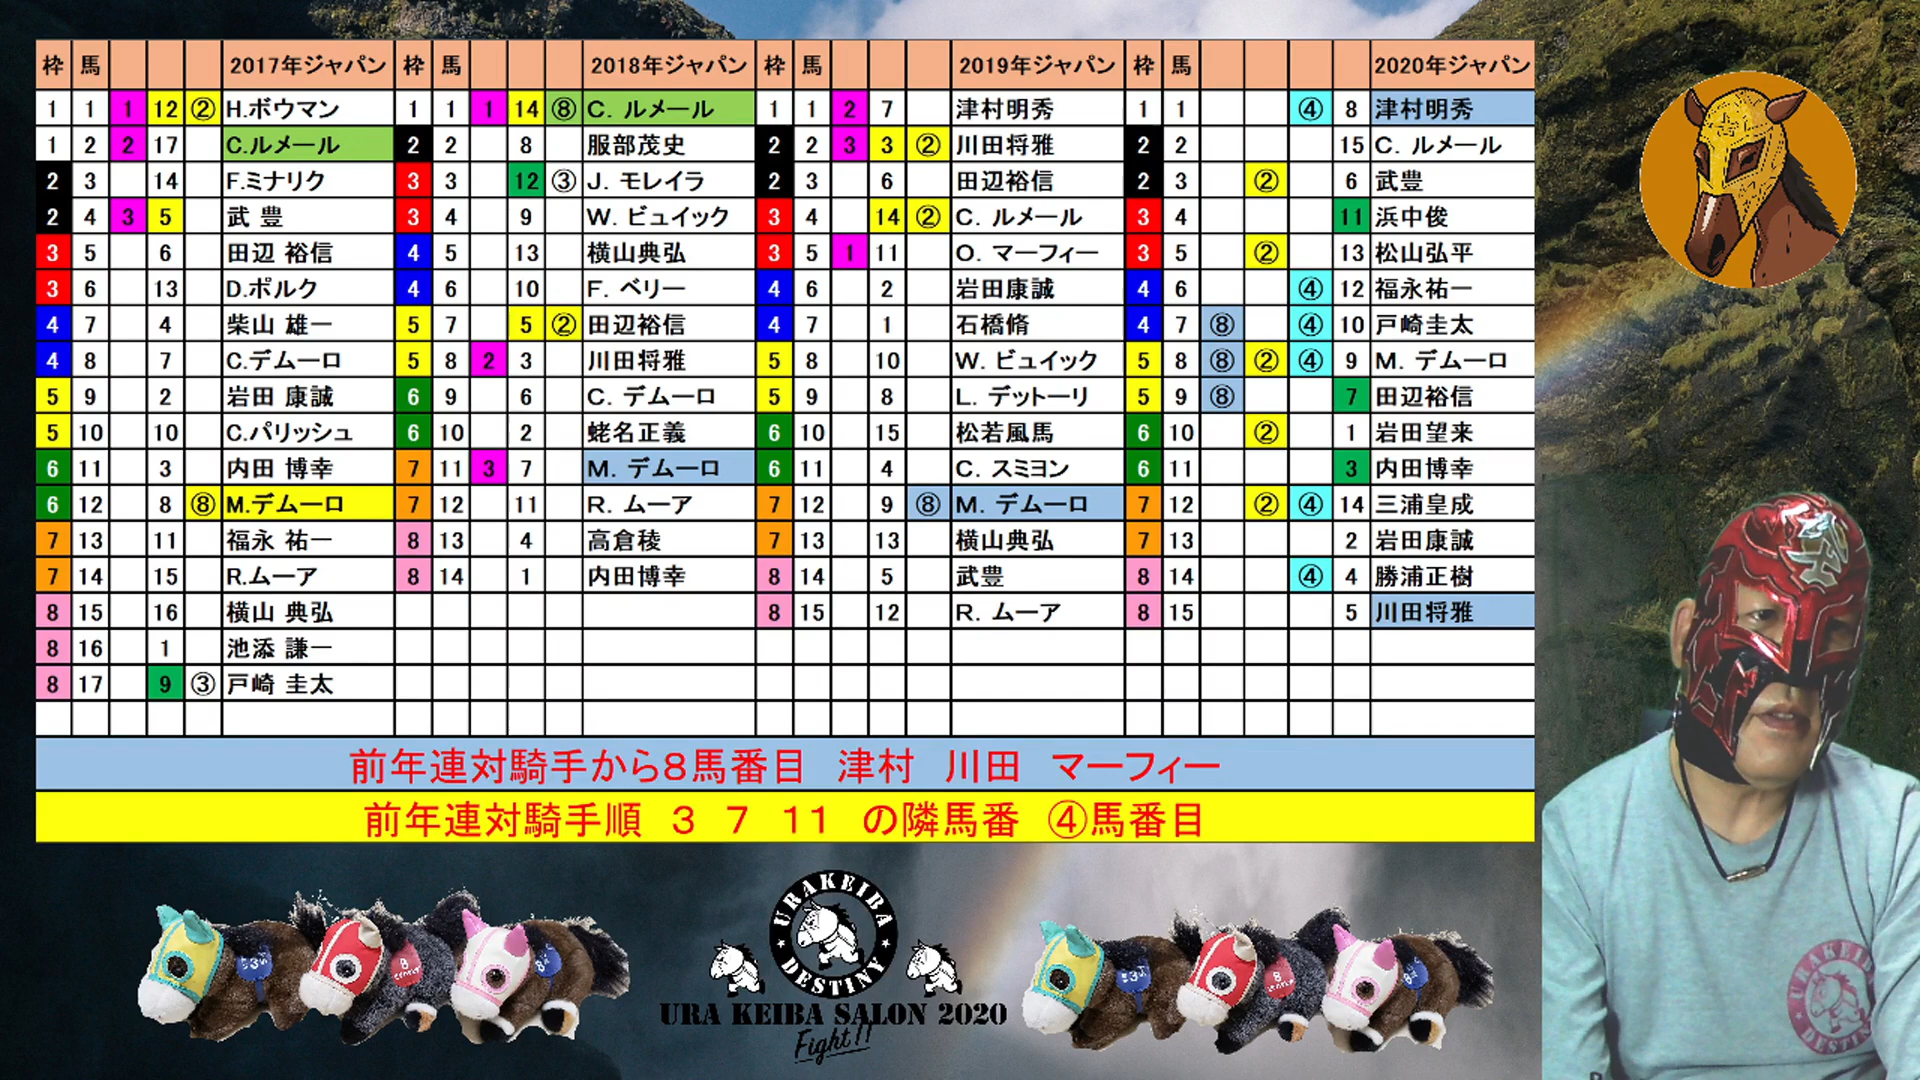 枠 馬 2017年ジャパン 枠 馬 2018年ジャパン 枠 馬 2019年ジャパン 枠 馬 2020年ジャパン
1 1 1 12 ② H.ボウマン 1 1 1 14 ⑧ C. ルメール 1 1 2 7 津村明秀 1 1 ④ 8 津村明秀
1 2 2 17 C.ルメール 2 2 8 服部茂史 2 2 3 3 ② 川田将雅 2 2 15 C. ルメール
2 3 14 F.ミナリク 3 3 12 ③ J. モレイラ 2 3 6 田辺裕信 2 3 ② 6 武豊
2 4 3 5 武 豊 3 4 9 W. ビュイック 3 4 14 ② C. ルメール 3 4 11 浜中俊
3 5 6 田辺 裕信 4 5 13 横山典弘 3 5 1 11 O. マーフィー 3 5 ② 13 松山弘平
3 6 13 D.ポルク 4 6 10 F. ベリー 4 6 2 岩田康誠 4 6 ④ 12 福永祐一
4 7 4 柴山 雄一 5 7 5 ② 田辺裕信 4 7 1 石橋脩 4 7 ⑧ ④ 10 戸崎圭太
4 8 7 C.デムーロ 5 8 2 3 川田将雅 5 8 10 W. ビュイック 5 8 ⑧ ② ④ 9 M. デムーロ
5 9 2 岩田 康誠 6 9 6 C. デムーロ 5 9 8 L. デットーリ 5 9 ⑧ 7 田辺裕信
5 10 10 C.パリッシュ 6 10 2 蛯名正義 6 10 15 松若風馬 6 10 ② 1 岩田望来
6 11 3 内田 博幸 7 11 3 7 M. デムーロ 6 11 4 C. スミヨン 6 11 3 内田博幸
6 12 8 ⑧ M.デムーロ 7 12 11 R. ムーア 7 12 9 ⑧ M. デムーロ 7 12 ② ④ 14 三浦皇成
7 13 11 福永 祐一 8 13 4 高倉稜 7 13 13 横山典弘 7 13 2 岩田康誠
7 14 15 R.ムーア 8 14 1 内田博幸 8 14 5 武豊 8 14 ④ 4 勝浦正樹
8 15 16 横山 典弘 8 15 12 R. ムーア 8 15 5 川田将雅
8 16 1 池添 謙一
8 17 9 ③ 戸崎 圭太
前年連対騎手から８馬番目 津村 川田 マーフィー
前年連対騎手順 ３ ７ １１ の隣馬番 ④馬番目
URAKEIBA
DESTINY
URA KEIBA SALON 2020
Fight!!
URAKEIBA
DESTINY